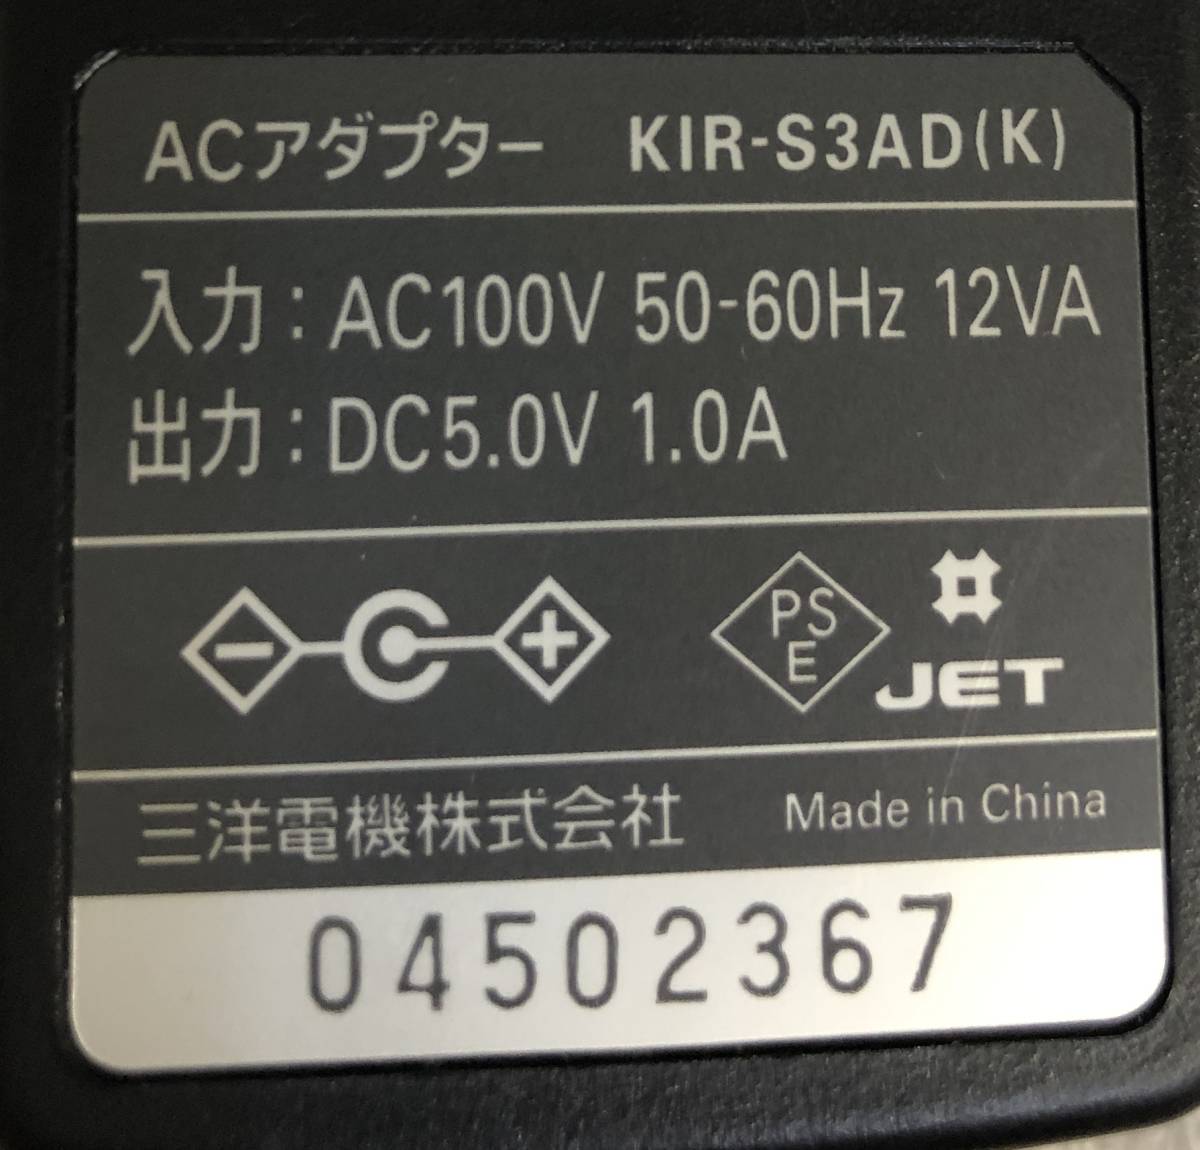 ACアダプター KIR-S3AD(K)
入力：AC100V 50-60Hz 12VA
出力：DC5.0V 1.0A
PS
E
JET
三洋電機株式会社 Made in China
04502367